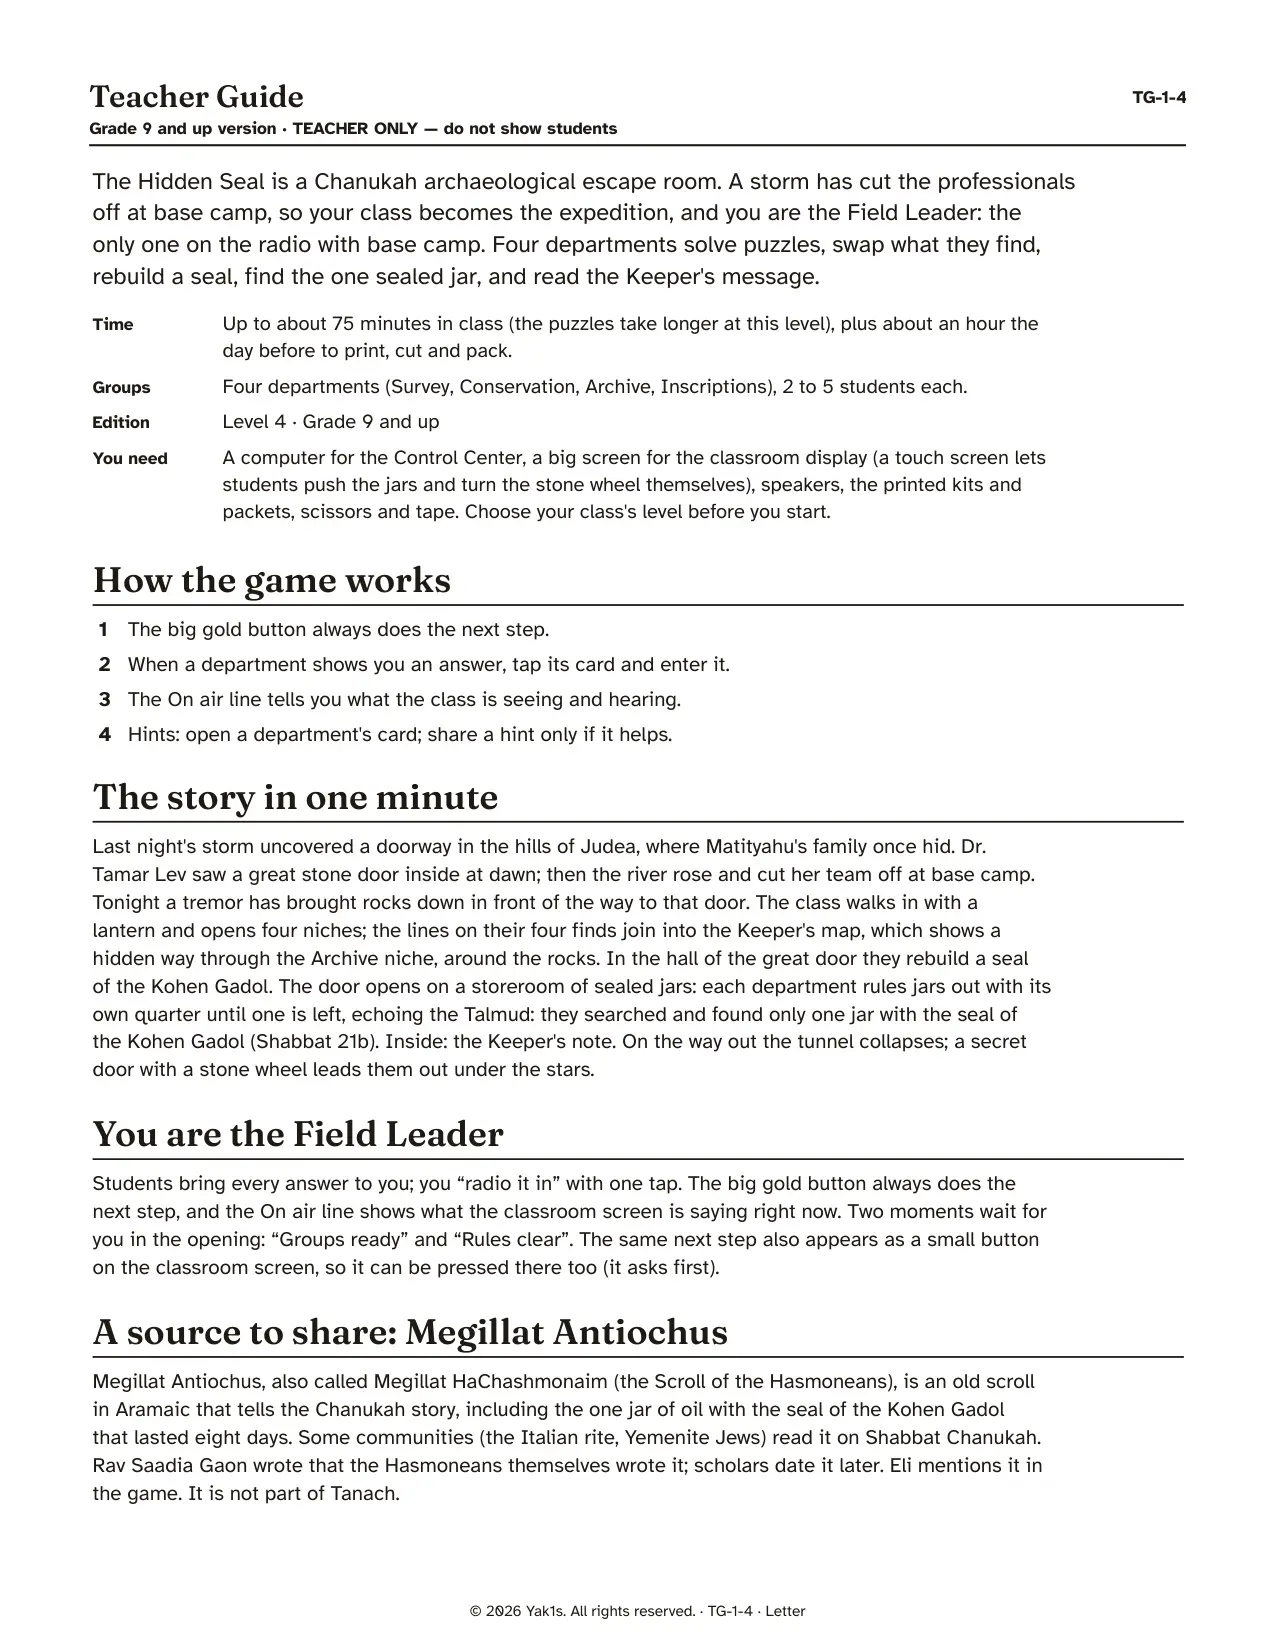 Teacher Guide
TG-1-4
Grade 9 and up version · TEACHER ONLY — do not show students
The Hidden Seal is a Chanukah archaeological escape room. A storm has cut the professionals
off at base camp, so your class becomes the expedition, and you are the Field Leader: the
only one on the radio with base camp. Four departments solve puzzles, swap what they find,
rebuild a seal, find the one sealed jar, and read the Keeper's message.
Time Up to about 75 minutes in class (the puzzles take longer at this level), plus about an hour the
day before to print, cut and pack.
Groups Four departments (Survey, Conservation, Archive, Inscriptions), 2 to 5 students each.
Edition Level 4 · Grade 9 and up
You need A computer for the Control Center, a big screen for the classroom display (a touch screen lets
students push the jars and turn the stone wheel themselves), speakers, the printed kits and
packets, scissors and tape. Choose your class's level before you start.
How the game works
1 The big gold button always does the next step.
2 When a department shows you an answer, tap its card and enter it.
3 The On air line tells you what the class is seeing and hearing.
4 Hints: open a department's card; share a hint only if it helps.
The story in one minute
Last night's storm uncovered a doorway in the hills of Judea, where Matityahu's family once hid. Dr.
Tamar Lev saw a great stone door inside at dawn; then the river rose and cut her team off at base camp.
Tonight a tremor has brought rocks down in front of the way to that door. The class walks in with a
lantern and opens four niches; the lines on their four finds join into the Keeper's map, which shows a
hidden way through the Archive niche, around the rocks. In the hall of the great door they rebuild a seal
of the Kohen Gadol. The door opens on a storeroom of sealed jars: each department rules jars out with its
own quarter until one is left, echoing the Talmud: they searched and found only one jar with the seal of
the Kohen Gadol (Shabbat 21b). Inside: the Keeper's note. On the way out the tunnel collapses; a secret
door with a stone wheel leads them out under the stars.
You are the Field Leader
Students bring every answer to you; you “radio it in” with one tap. The big gold button always does the
next step, and the On air line shows what the classroom screen is saying right now. Two moments wait for
you in the opening: “Groups ready” and “Rules clear”. The same next step also appears as a small button
on the classroom screen, so it can be pressed there too (it asks first).
A source to share: Megillat Antiochus
Megillat Antiochus, also called Megillat HaChashmonaim (the Scroll of the Hasmoneans), is an old scroll
in Aramaic that tells the Chanukah story, including the one jar of oil with the seal of the Kohen Gadol
that lasted eight days. Some communities (the Italian rite, Yemenite Jews) read it on Shabbat Chanukah.
Rav Saadia Gaon wrote that the Hasmoneans themselves wrote it; scholars date it later. Eli mentions it in
the game. It is not part of Tanach.
© 2026 Yak1s. All rights reserved. · TG-1-4 · Letter